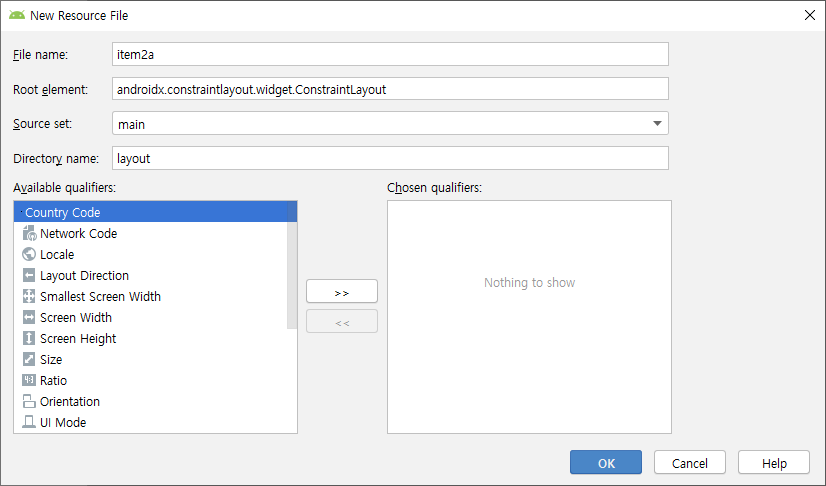 New Resource File
File name: item2a
Root element: androidx.constraintlayout.widget.ConstraintLayout
Source set: main
Directory name: layout
Available qualifiers: Chosen qualifiers:
Country Code
Network Code
Locale
Layout Direction
Nothing to show
>>
Smallest Screen Width
Screen Width
<<
Screen Height
Size
Ratio
Orientation
UI Mode
OK Cancel Help